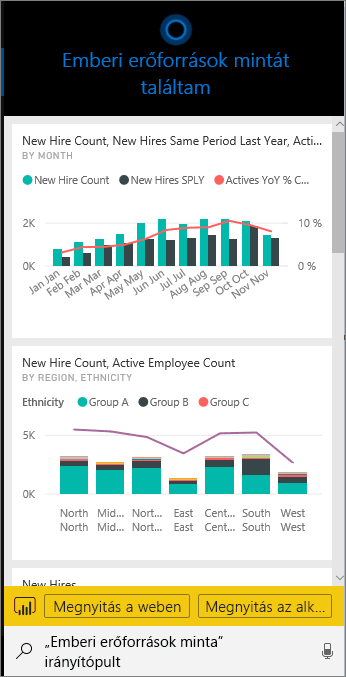 Emberi erőforrások mintát
találtam
New Hire Count, New Hires Same Period Last Year, Acti...
BY MONTH
New Hire Count New Hires SPLY Actives YoY % C...
2K 10 %
0K 0 %
Jan Jan Feb Feb Mar Mar Apr Apr May May Jun Jun Jul Jul Aug Aug Sep Sep Oct Oct Nov Nov
New Hire Count, Active Employee Count
BY REGION, ETHNICITY
Ethnicity Group A Group B Group C
5K
0K
North Mid... Nort... East Cent... South West
North Mid... Nort... East Cent... South West
New Hires
Megnyitás a weben Megnyitás az alk...
„Emberi erőforrások minta”
irányítópult